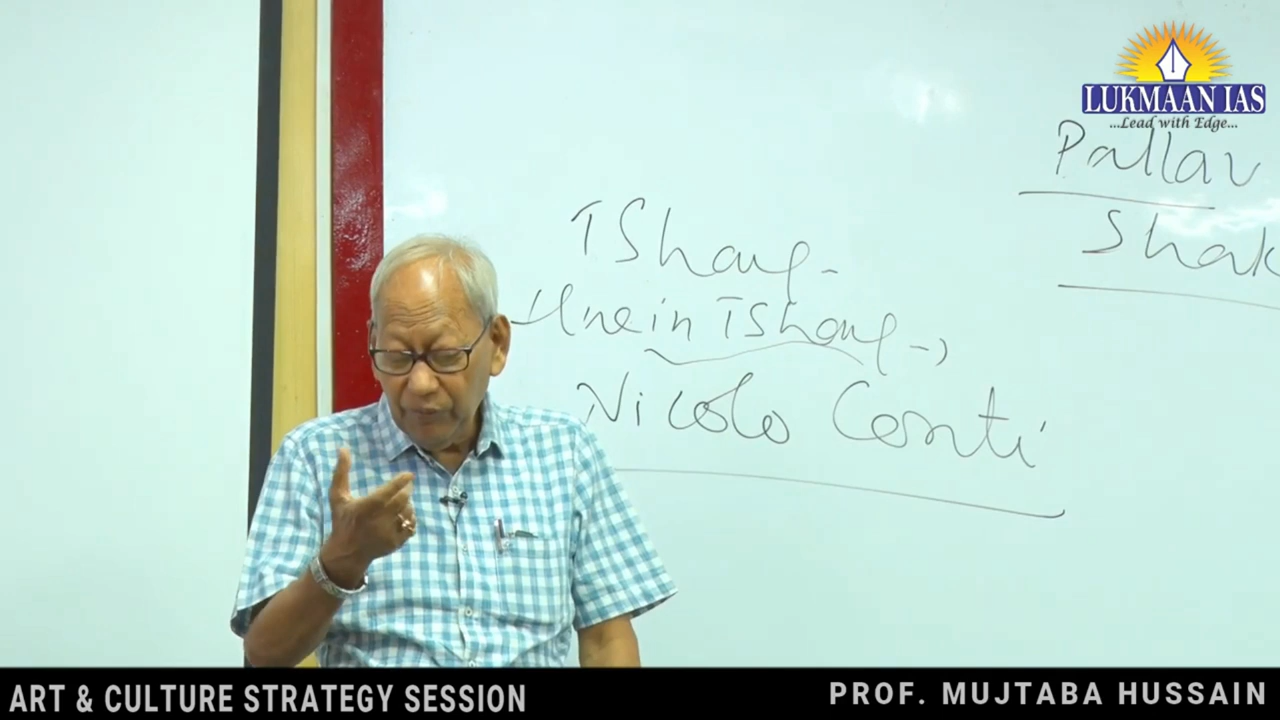 LUKMAAN IAS
...Lead with Edge...
Pallav
Shak
TShang-
Huein TShang-,
Nicolo Conti
ART & CULTURE STRATEGY SESSION
PROF. MUJTABA HUSSAIN